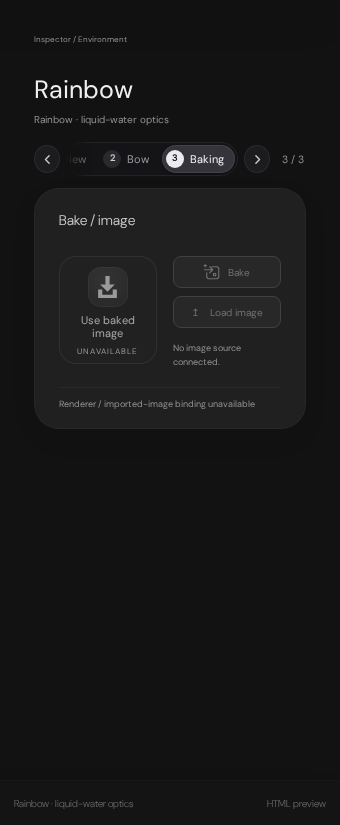 Inspector / Environment
Rainbow
Rainbow · liquid-water optics
2 Bow 3 Baking 3 / 3
Bake / image
Use baked
image
UNAVAILABLE
Bake
Load image
No image source
connected.
Renderer / imported-image binding unavailable
Rainbow · liquid-water optics HTML preview